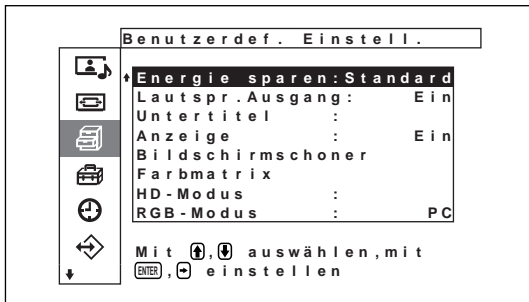 Benutzerdef. Einstell.
Energie sparen:Standard
Lautspr.Ausgang: Ein
Untertitel :
Anzeige : Ein
Bildschirmschoner
Farbmatrix
HD-Modus :
RGB-Modus : PC
Mit ↑,↓ auswählen,mit
ENTER,→ einstellen